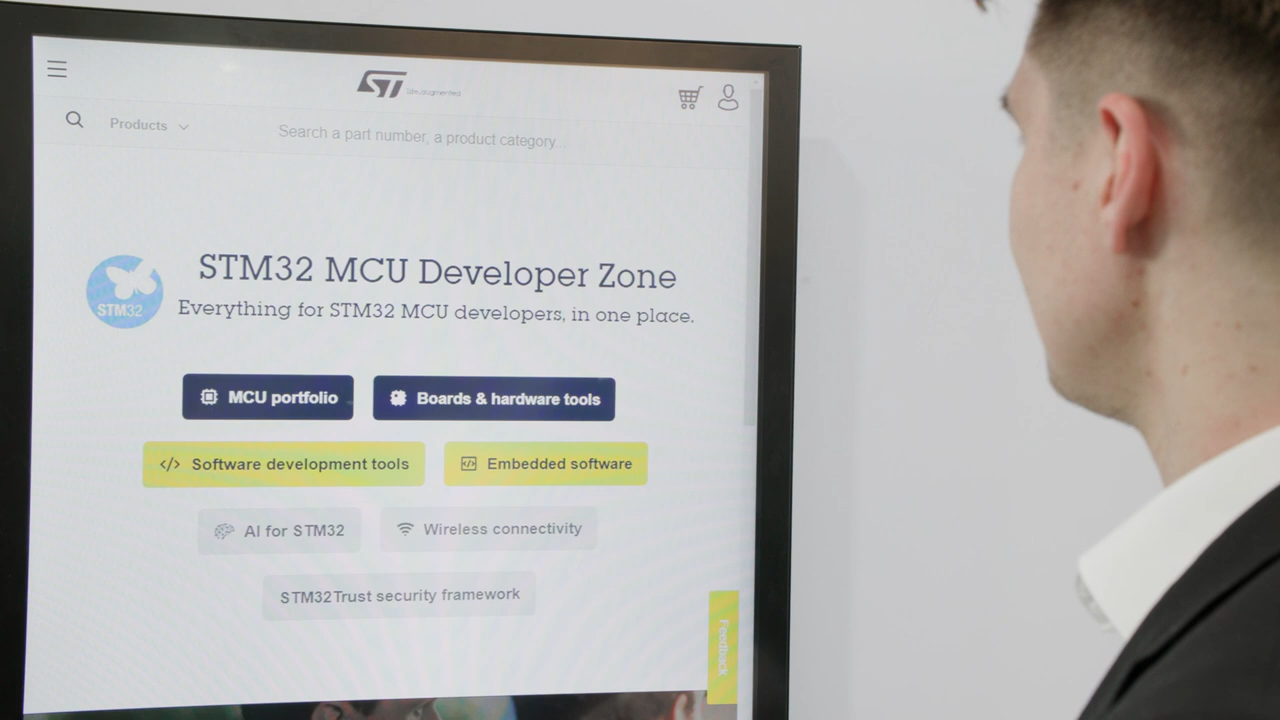 ST life.augmented
Products
Search a part number, a product category...
STM32 MCU Developer Zone
STM32
Everything for STM32 MCU developers, in one place.
MCU portfolio
Boards & hardware tools
</> Software development tools
</> Embedded software
AI for STM32
Wireless connectivity
STM32Trust security framework
Feedback